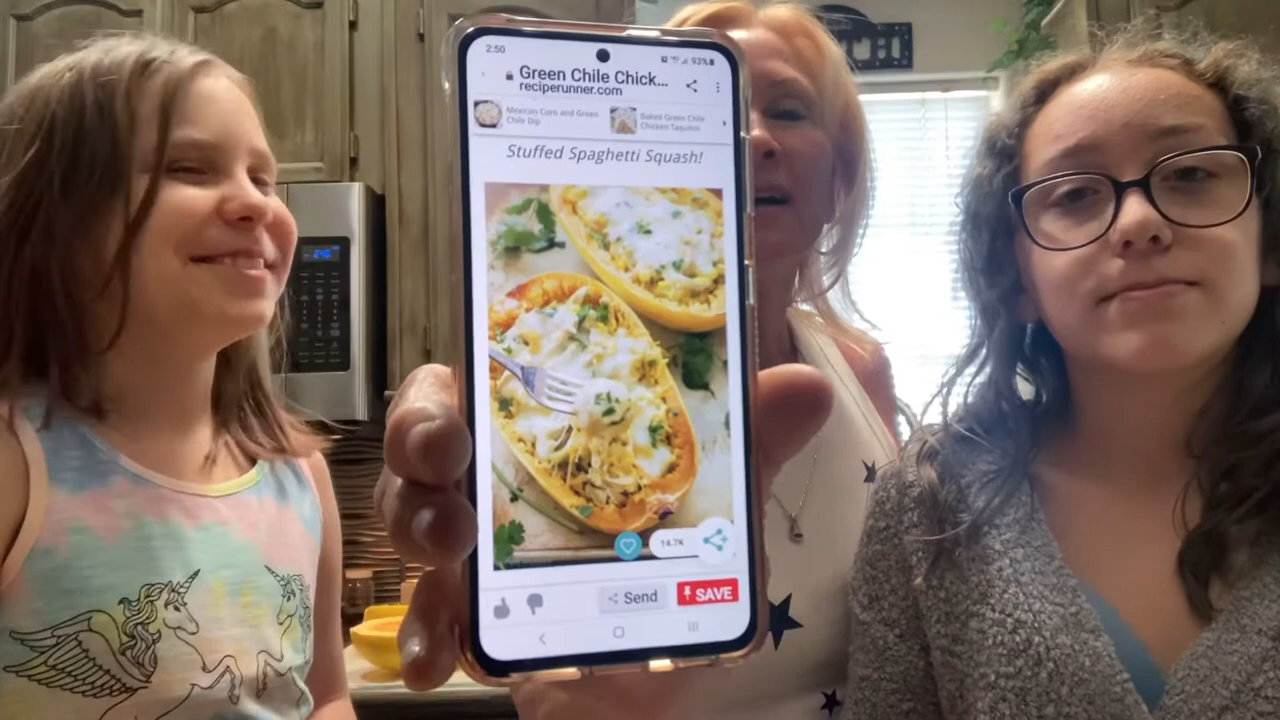 2:50
93%
Green Chile Chick...
reciperunner.com
Mexican Corn and Green
Chile Dip
Baked Green Chile
Chicken Taquitos
Stuffed Spaghetti Squash!
14.7K
Send
SAVE